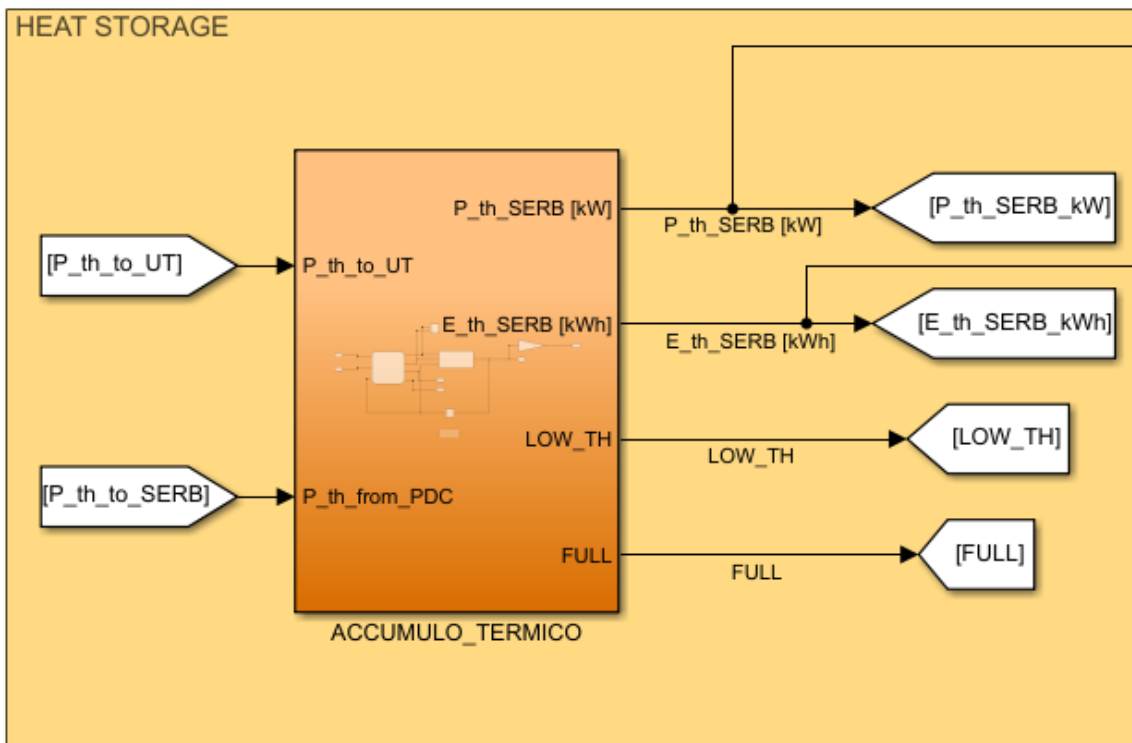 HEAT STORAGE
P_th_SERB [kW]
[P_th_SERB_kW]
P_th_SERB [kW]
[P_th_to_UT]
P_th_to_UT
E_th_SERB [kWh]
[E_th_SERB_kWh]
E_th_SERB [kWh]
LOW_TH
[LOW_TH]
LOW_TH
[P_th_to_SERB]
P_th_from_PDC
FULL
[FULL]
FULL
ACCUMULO_TERMICO